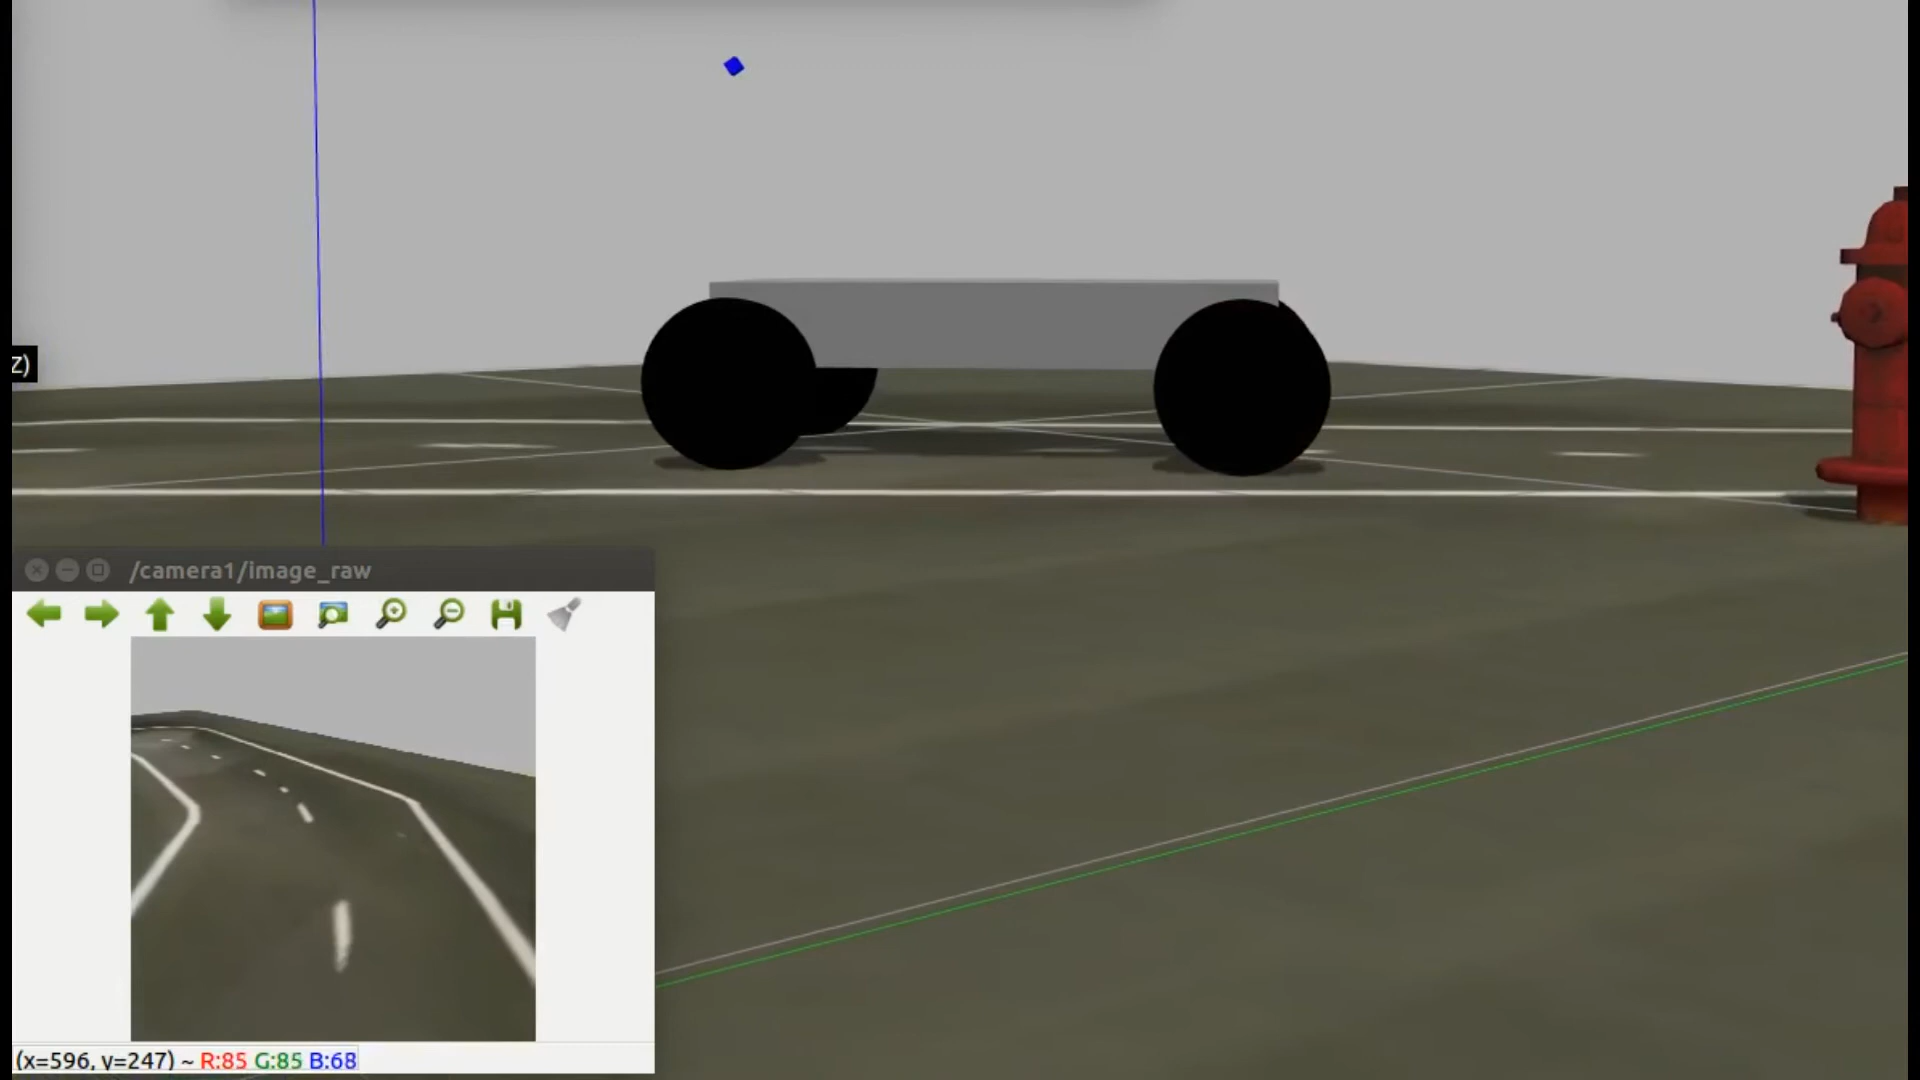 Z)
/camera1/image_raw
(x=596, y=247) ~ R:85 G:85 B:68